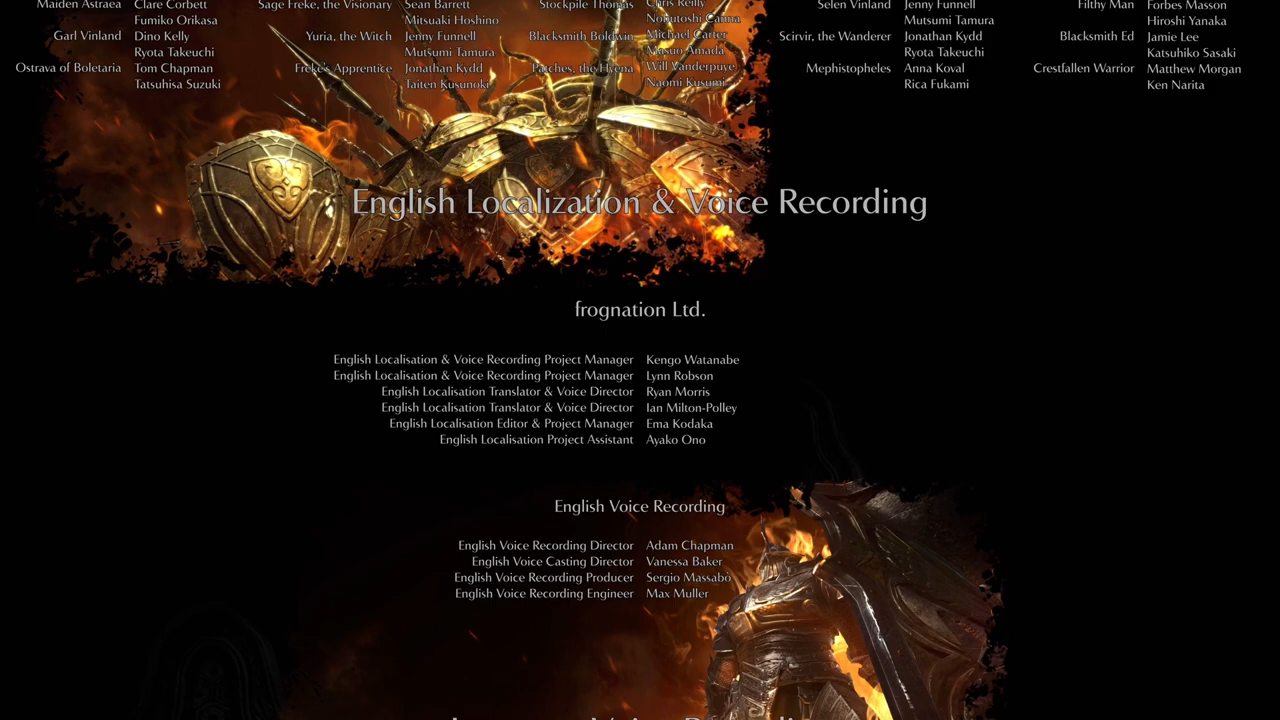 Maiden Astraea Clare Corbett Sage Freke, the Visionary Sean Barrett Stockpile Thomas Chris Reilly Selen Vinland Jenny Funnell Filthy Man Forbes Masson
Fumiko Orikasa Mitsuaki Hoshino Nobutoshi Canna Mutsumi Tamura Hiroshi Yanaka
Garl Vinland Dino Kelly Yuria, the Witch Jenny Funnell Blacksmith Boldwin Michael Carter Scirvir, the Wanderer Jonathan Kydd Blacksmith Ed Jamie Lee
Ryota Takeuchi Mutsumi Tamura Masuo Amada Ryota Takeuchi Katsuhiko Sasaki
Ostrava of Boletaria Tom Chapman Freke's Apprentice Jonathan Kydd Patches, the Hyena Will Vanderpuye Mephistopheles Anna Koval Crestfallen Warrior Matthew Morgan
Tatsuhisa Suzuki Taiten Kusunoki Naomi Kusumi Rica Fukami Ken Narita
English Localization & Voice Recording
frognation Ltd.
English Localisation & Voice Recording Project Manager Kengo Watanabe
English Localisation & Voice Recording Project Manager Lynn Robson
English Localisation Translator & Voice Director Ryan Morris
English Localisation Translator & Voice Director Ian Milton-Polley
English Localisation Editor & Project Manager Ema Kodaka
English Localisation Project Assistant Ayako Ono
English Voice Recording
English Voice Recording Director Adam Chapman
English Voice Casting Director Vanessa Baker
English Voice Recording Producer Sergio Massabò
English Voice Recording Engineer Max Muller